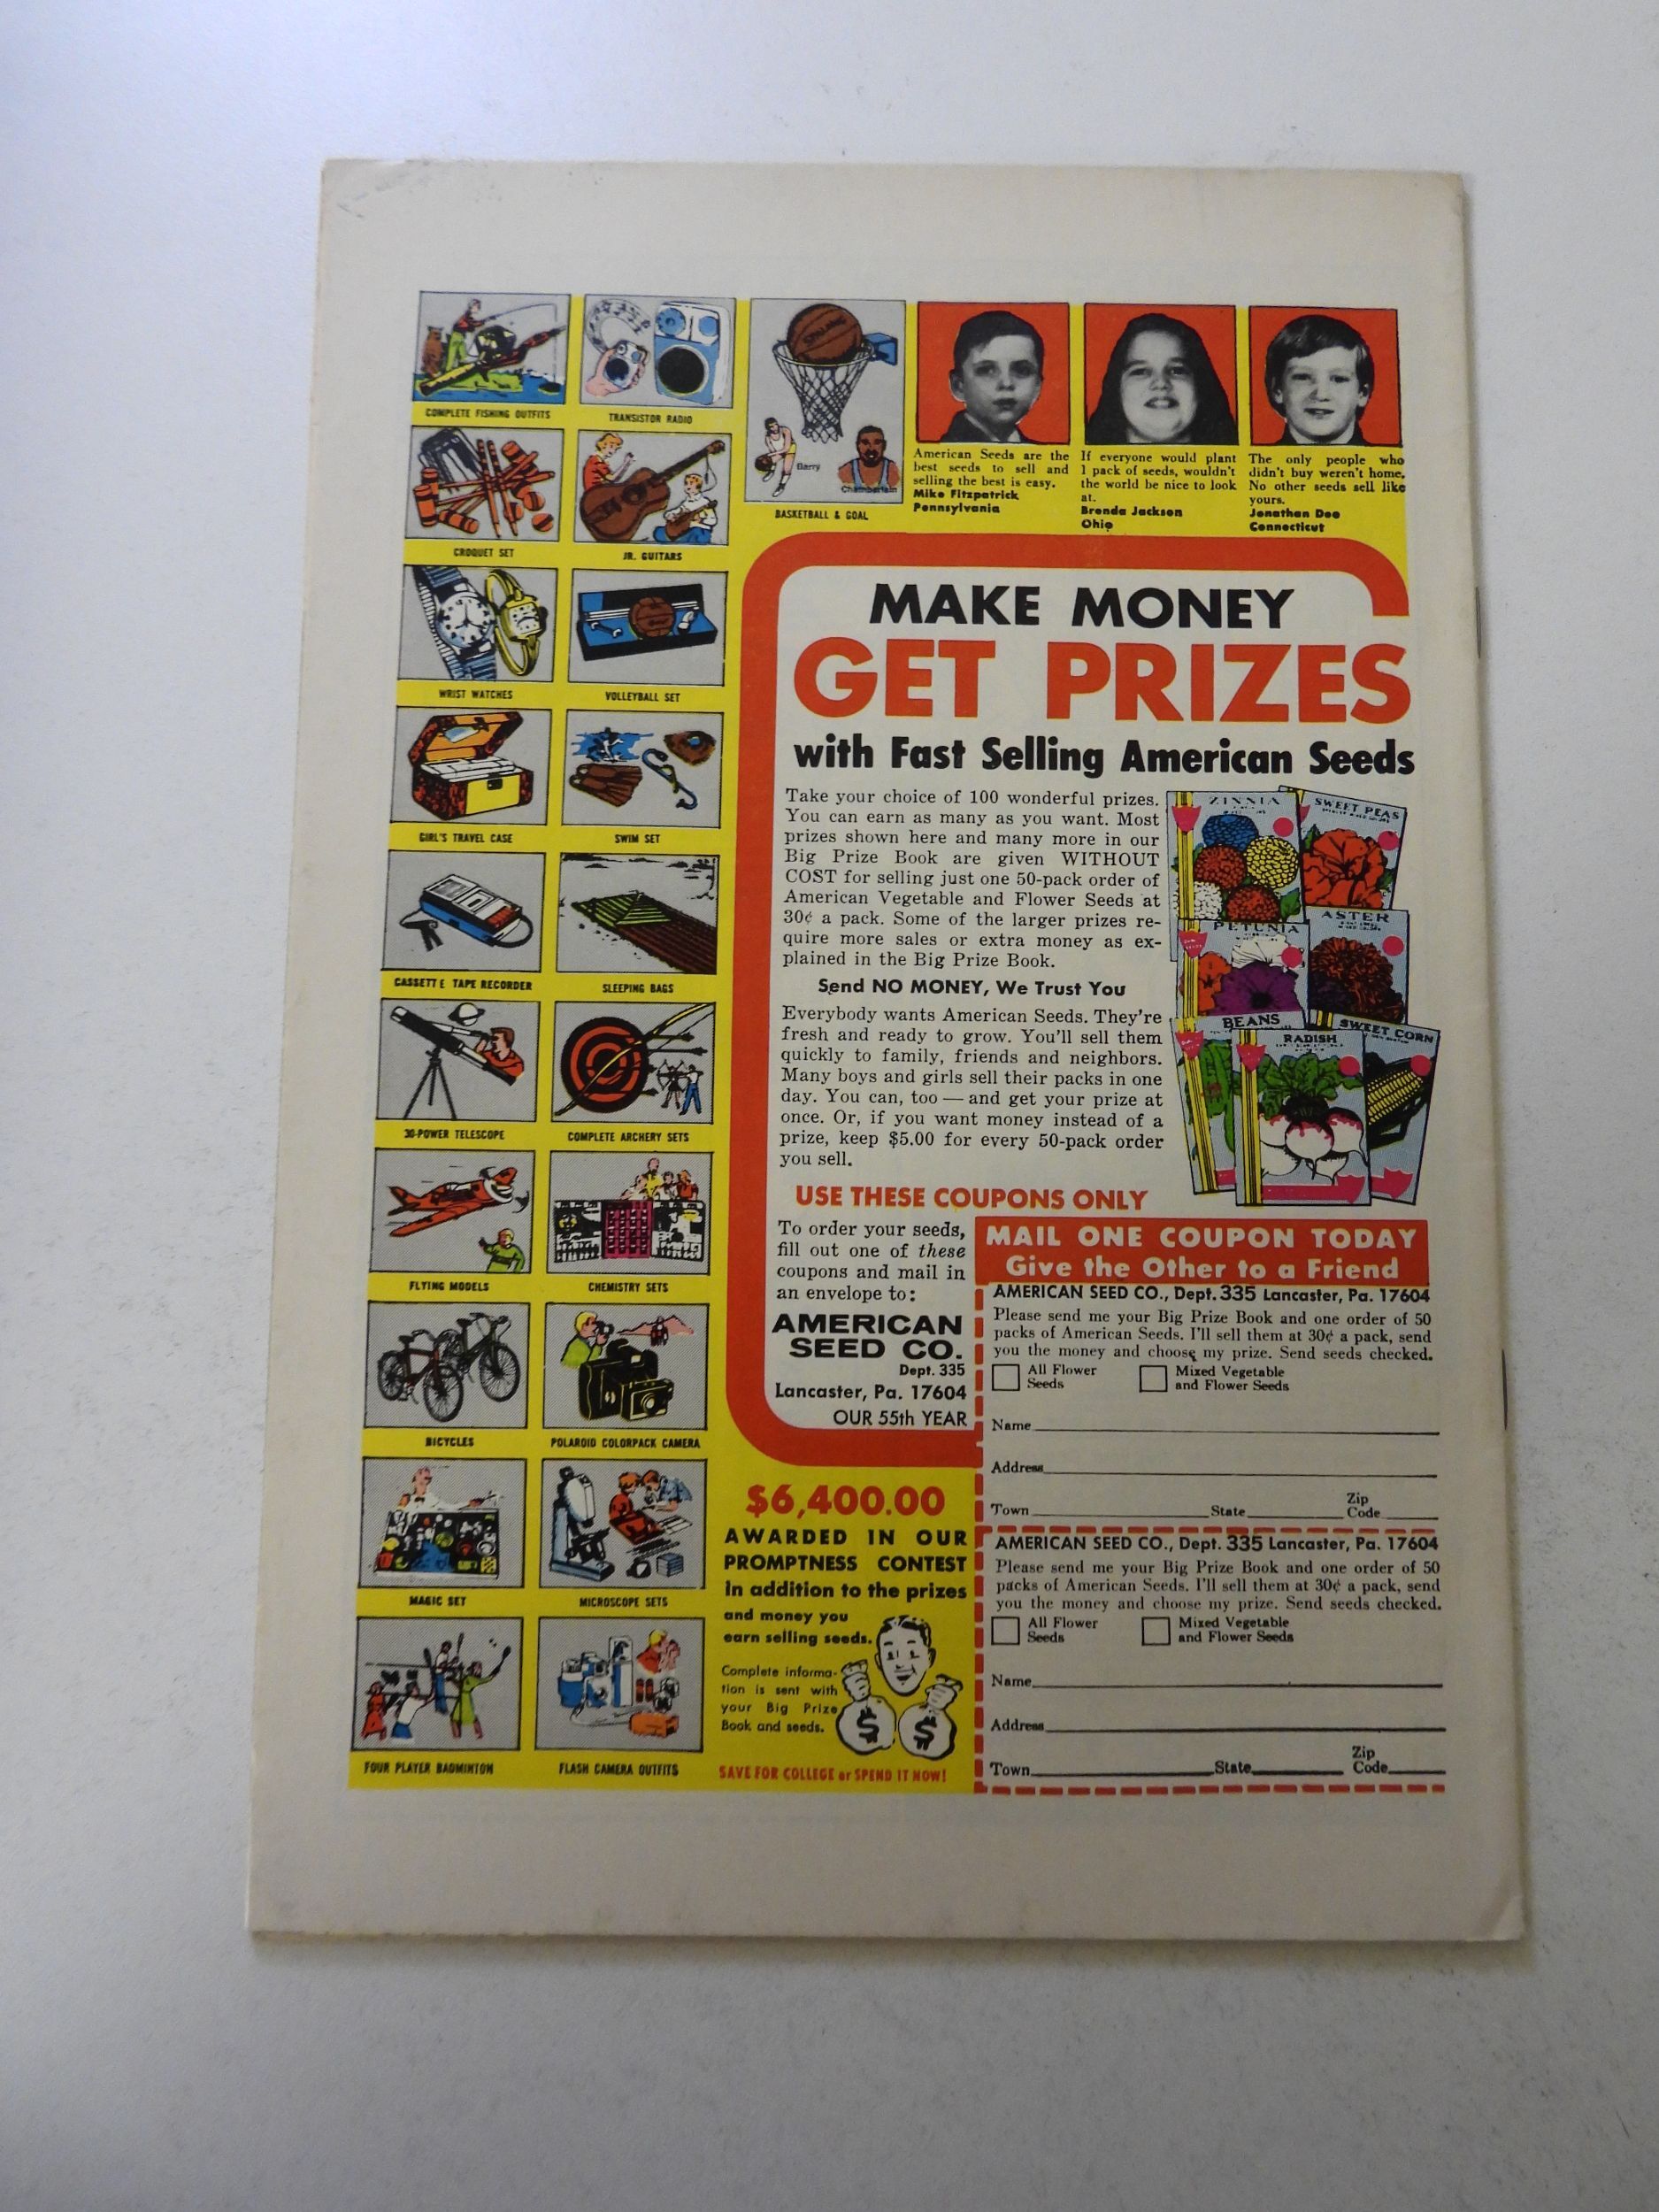 COMPLETE FISHING OUTFITS
TRANSISTOR RADIO
SPALDING
Barry
Chamberlain
BASKETBALL & GOAL
CROQUET SET
JR. GUITARS
WRIST WATCHES
VOLLEYBALL SET
GIRL'S TRAVEL CASE
SWIM SET
CASSETTE TAPE RECORDER
SLEEPING BAGS
30-POWER TELESCOPE
COMPLETE ARCHERY SETS
FLYING MODELS
CHEMISTRY SETS
BICYCLES
POLAROID COLORPACK CAMERA
MAGIC SET
MICROSCOPE SETS
FOUR PLAYER BADMINTON
FLASH CAMERA OUTFITS
American Seeds are the
best seeds to sell and
selling the best is easy.
Mike Fitzpatrick
Pennsylvania
If everyone would plant
1 pack of seeds, wouldn't
the world be nice to look
at.
Brenda Jackson
Ohio
The only people who
didn't buy weren't home.
No other seeds sell like
yours.
Jonathan Dee
Connecticut
MAKE MONEY
GET PRIZES
with Fast Selling American Seeds
Take your choice of 100 wonderful prizes.
You can earn as many as you want. Most
prizes shown here and many more in our
Big Prize Book are given WITHOUT
COST for selling just one 50-pack order of
American Vegetable and Flower Seeds at
30¢ a pack. Some of the larger prizes re-
quire more sales or extra money as ex-
plained in the Big Prize Book.
Send NO MONEY, We Trust You
Everybody wants American Seeds. They're
fresh and ready to grow. You'll sell them
quickly to family, friends and neighbors.
Many boys and girls sell their packs in one
day. You can, too — and get your prize at
once. Or, if you want money instead of a
prize, keep $5.00 for every 50-pack order
you sell.
ZINNIA
SWEET PEAS
PETUNIA
ASTER
BEANS
RADISH
SWEET CORN
USE THESE COUPONS ONLY
To order your seeds,
fill out one of these
coupons and mail in
an envelope to:
AMERICAN
SEED CO.
Dept. 335
Lancaster, Pa. 17604
OUR 55th YEAR
MAIL ONE COUPON TODAY
Give the Other to a Friend
AMERICAN SEED CO., Dept. 335 Lancaster, Pa. 17604
Please send me your Big Prize Book and one order of 50
packs of American Seeds. I'll sell them at 30¢ a pack, send
you the money and choose my prize. Send seeds checked.
All Flower
Seeds
Mixed Vegetable
and Flower Seeds
Name
Address
Town State Zip
Code
AMERICAN SEED CO., Dept. 335 Lancaster, Pa. 17604
Please send me your Big Prize Book and one order of 50
packs of American Seeds. I'll sell them at 30¢ a pack, send
you the money and choose my prize. Send seeds checked.
All Flower
Seeds
Mixed Vegetable
and Flower Seeds
Name
Address
Town State Zip
Code
$6,400.00
AWARDED IN OUR
PROMPTNESS CONTEST
In addition to the prizes
and money you
earn selling seeds.
Complete informa-
tion is sent with
your Big Prize
Book and seeds.
$ $
SAVE FOR COLLEGE or SPEND IT NOW!